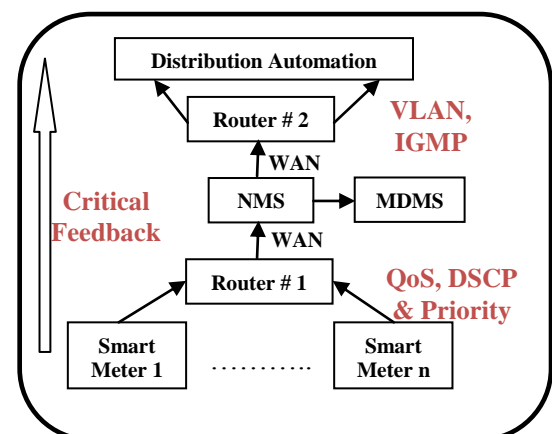 Distribution Automation
Router # 2
VLAN,
IGMP
WAN
NMS
MDMS
Critical
Feedback
WAN
Router # 1
QoS, DSCP
& Priority
Smart
Meter 1
...........
Smart
Meter n